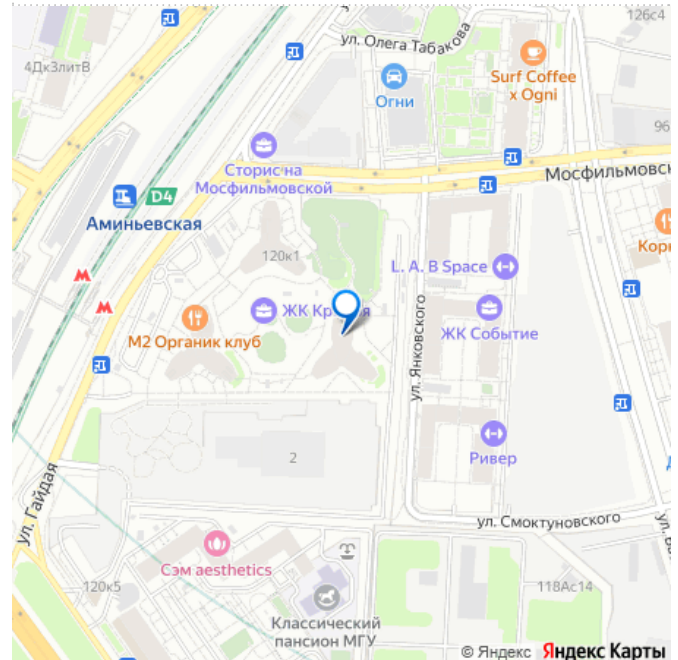 126с4
ул. Олега Табакова
4Дк3литВ
Surf Coffee
x Ogni
Огни
96
Сторис на
Мосфильмовской
Мосфильмовск
D4
Аминьевская
120к1
L. A. B Space
Кор
ЖК Кр
я
ЖК Событие
М2 Органик клуб
ул. Янковского
Ривер
2
ул. Гайдая
ул. Смоктуновского
Сэм aesthetics
120к5
118Ас14
Классический
пансион МГУ
© Яндекс Яндекс Карты